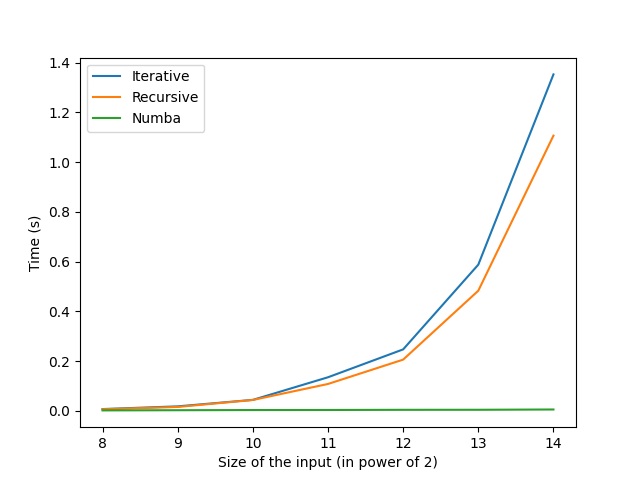 Iterative
Recursive
Numba
1.4
1.2
1.0
0.8
0.6
0.4
0.2
0.0
Time (s)
8 9 10 11 12 13 14
Size of the input (in power of 2)